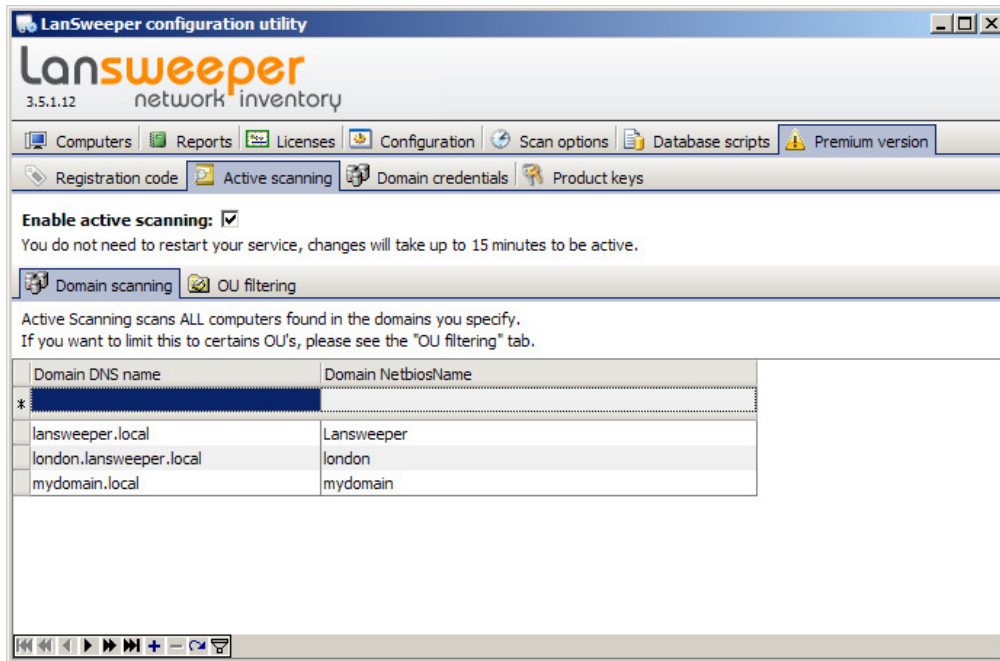 LanSweeper configuration utility
Lansweeper
3.5.1.12 network inventory
Computers Reports Licenses Configuration Scan options Database scripts Premium version
Registration code Active scanning Domain credentials Product keys
Enable active scanning:
You do not need to restart your service, changes will take up to 15 minutes to be active.
Domain scanning OU filtering
Active Scanning scans ALL computers found in the domains you specify.
If you want to limit this to certains OU's, please see the "OU filtering" tab.
Domain DNS name Domain NetbiosName
*
lansweeper.local Lansweeper
london.lansweeper.local london
mydomain.local mydomain